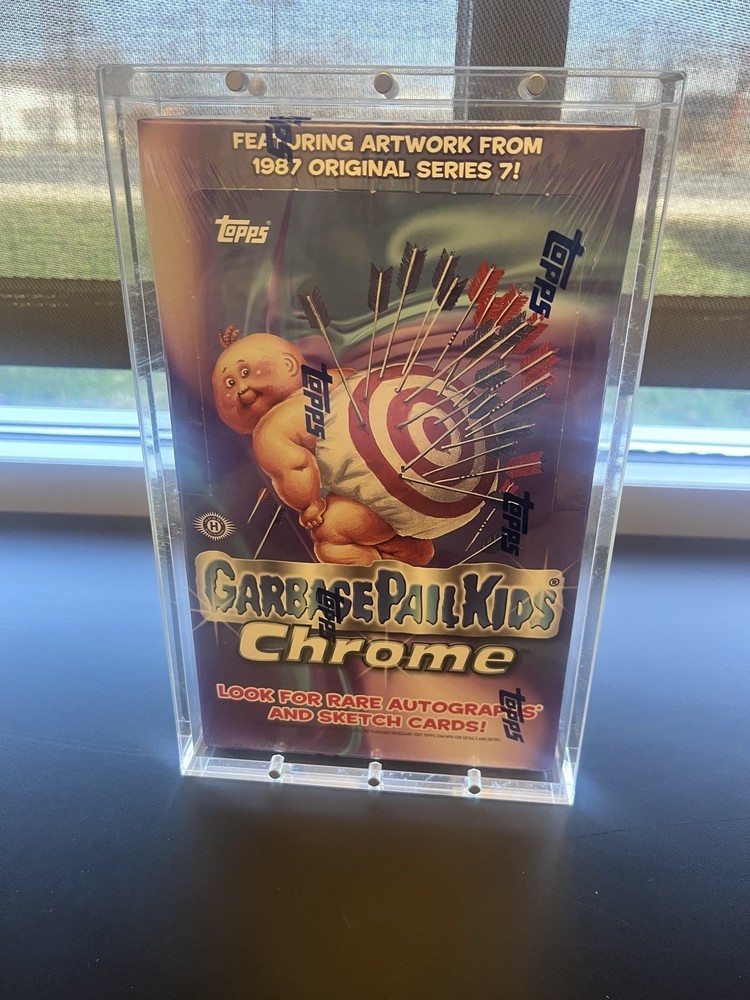 FEATURING ARTWORK FROM
1987 ORIGINAL SERIES 7!
Topps
Topps
Topps
H
Topps
GARBAGE PAIL KIDS®
Chrome
LOOK FOR RARE AUTOGRAPHS*
AND SKETCH CARDS!
Topps